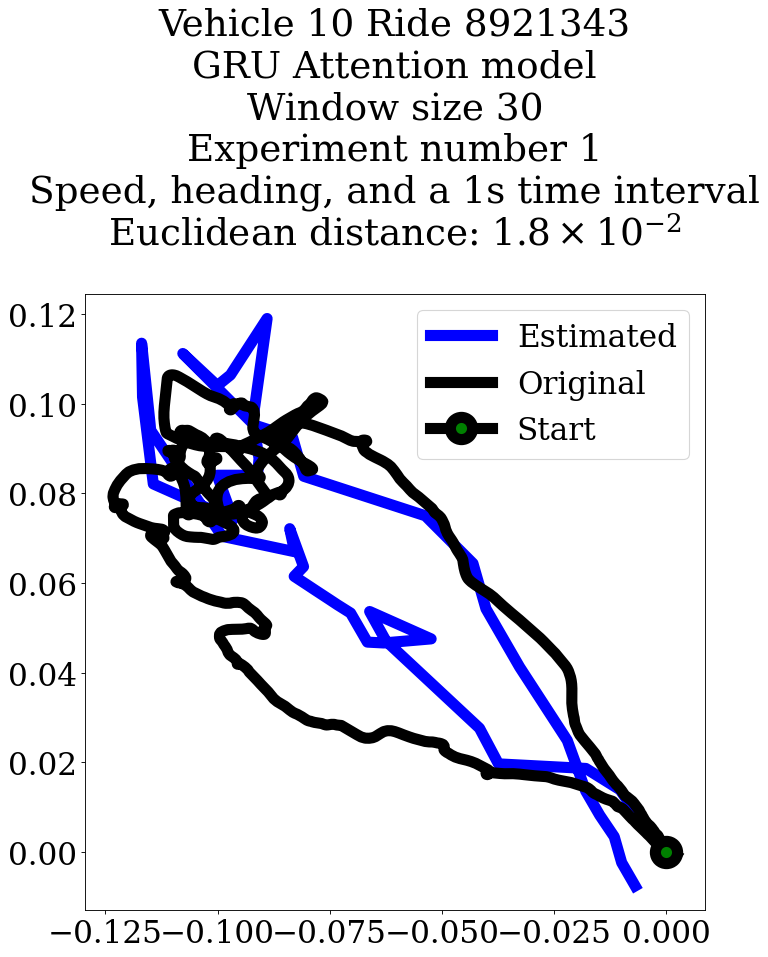 Vehicle 10 Ride 8921343
GRU Attention model
Window size 30
Experiment number 1
Speed, heading, and a 1s time interval
Euclidean distance: 1.8 × 10⁻²
Estimated
Original
Start
0.12
0.10
0.08
0.06
0.04
0.02
0.00
−0.125 −0.100 −0.075 −0.050 −0.025 0.000